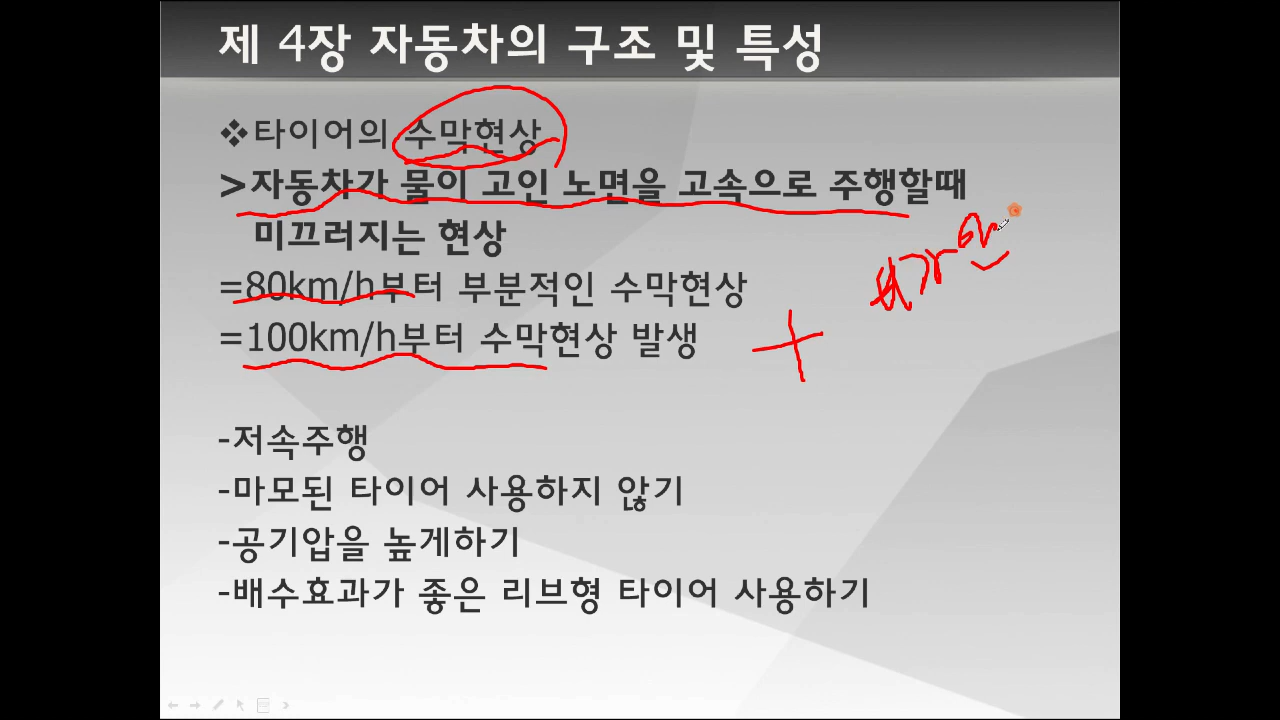 제 4장 자동차의 구조 및 특성
❖타이어의 수막현상
>자동차가 물이 고인 노면을 고속으로 주행할때
미끄러지는 현상
=80km/h부터 부분적인 수막현상
=100km/h부터 수막현상 발생
-저속주행
-마모된 타이어 사용하지 않기
-공기압을 높게하기
-배수효과가 좋은 리브형 타이어 사용하기